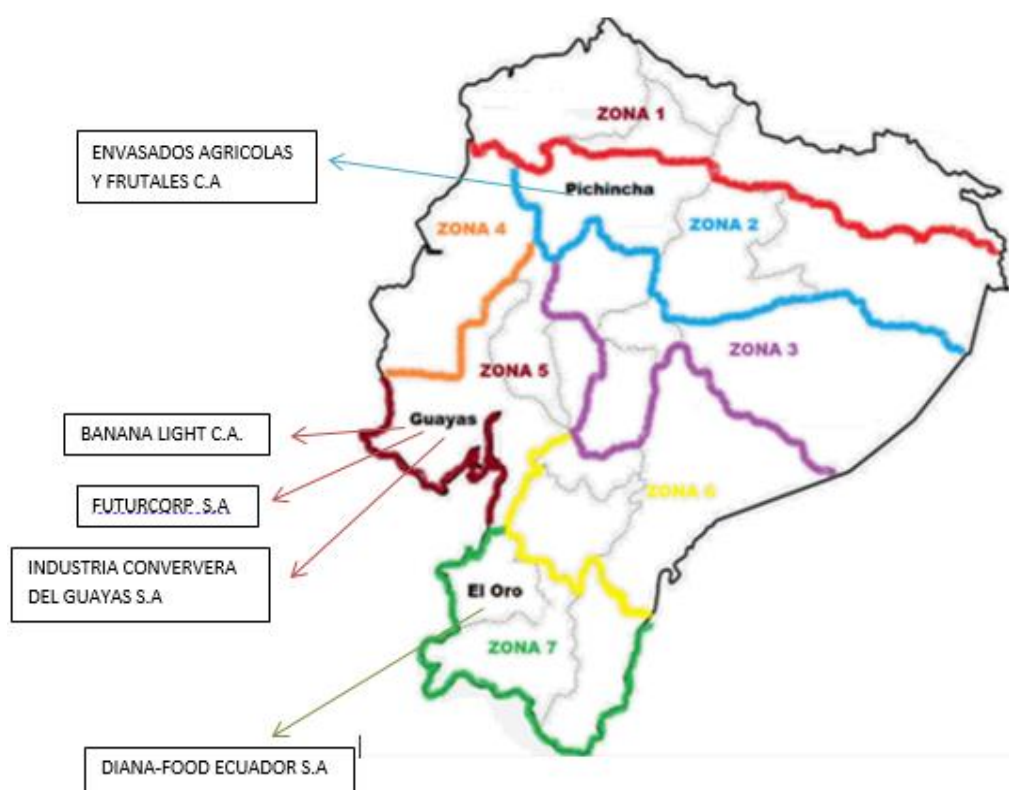 ZONA 1
ENVASADOS AGRICOLAS
Y FRUTALES C.A
Pichincha
ZONA 4
ZONA 2
ZONA 3
ZONA 5
Guayas
BANANA LIGHT C.A.
ZONA 6
FUTURCORP S.A
INDUSTRIA CONVERVERA
DEL GUAYAS S.A
El Oro
ZONA 7
DIANA-FOOD ECUADOR S.A